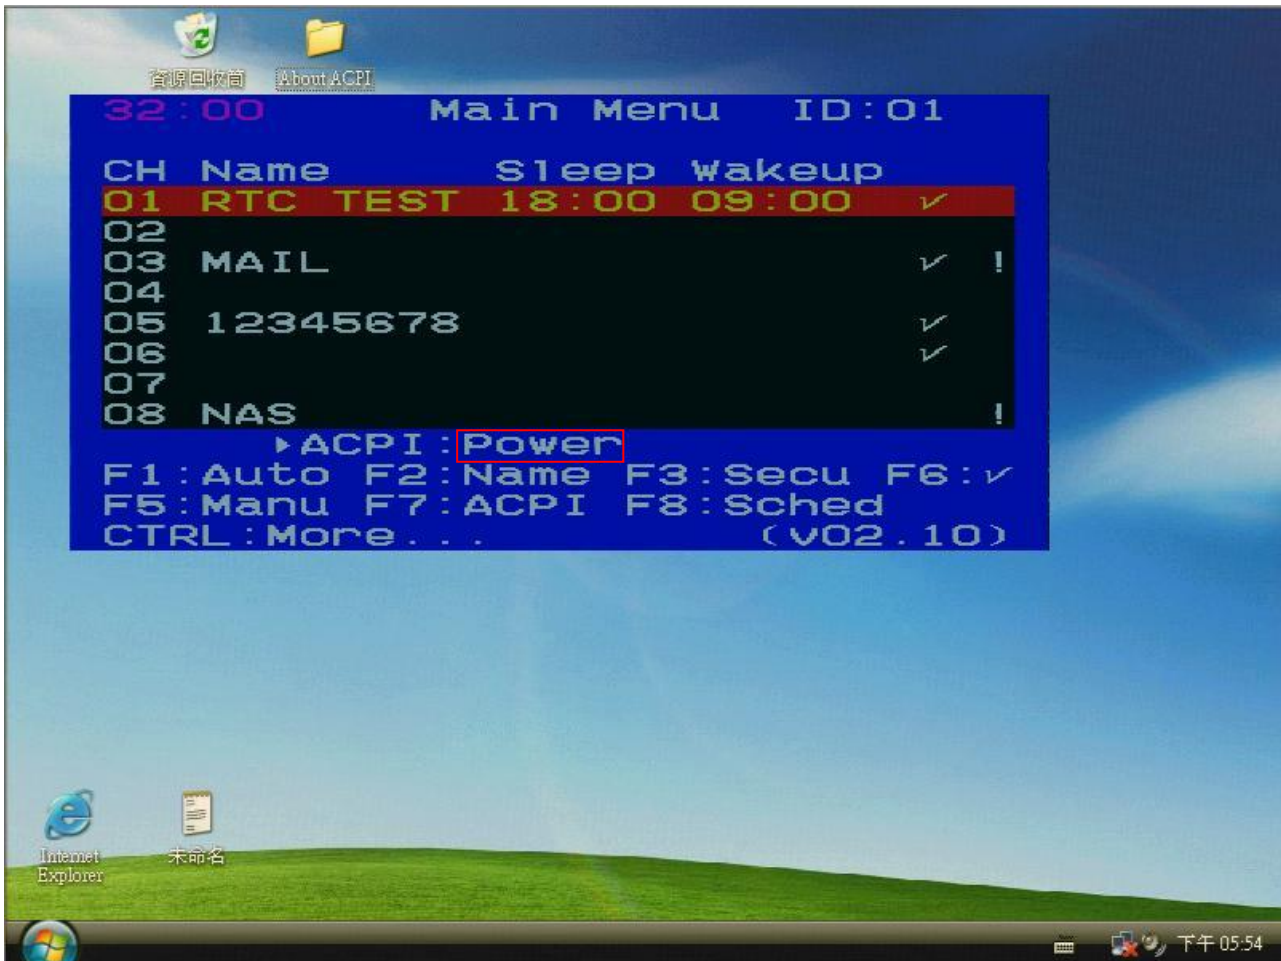 資源回收筒
About ACPI
32:00 Main Menu ID:01
CH Name Sleep Wakeup
01 RTC TEST 18:00 09:00 ✓
02
03 MAIL ✓ !
04
05 12345678 ✓
06 ✓
07
08 NAS !
▸ACPI:Power
F1:Auto F2:Name F3:Secu F6:✓
F5:Manu F7:ACPI F8:Sched
CTRL:More... (V02.10)
Internet
Explorer
未命名
下午 05:54